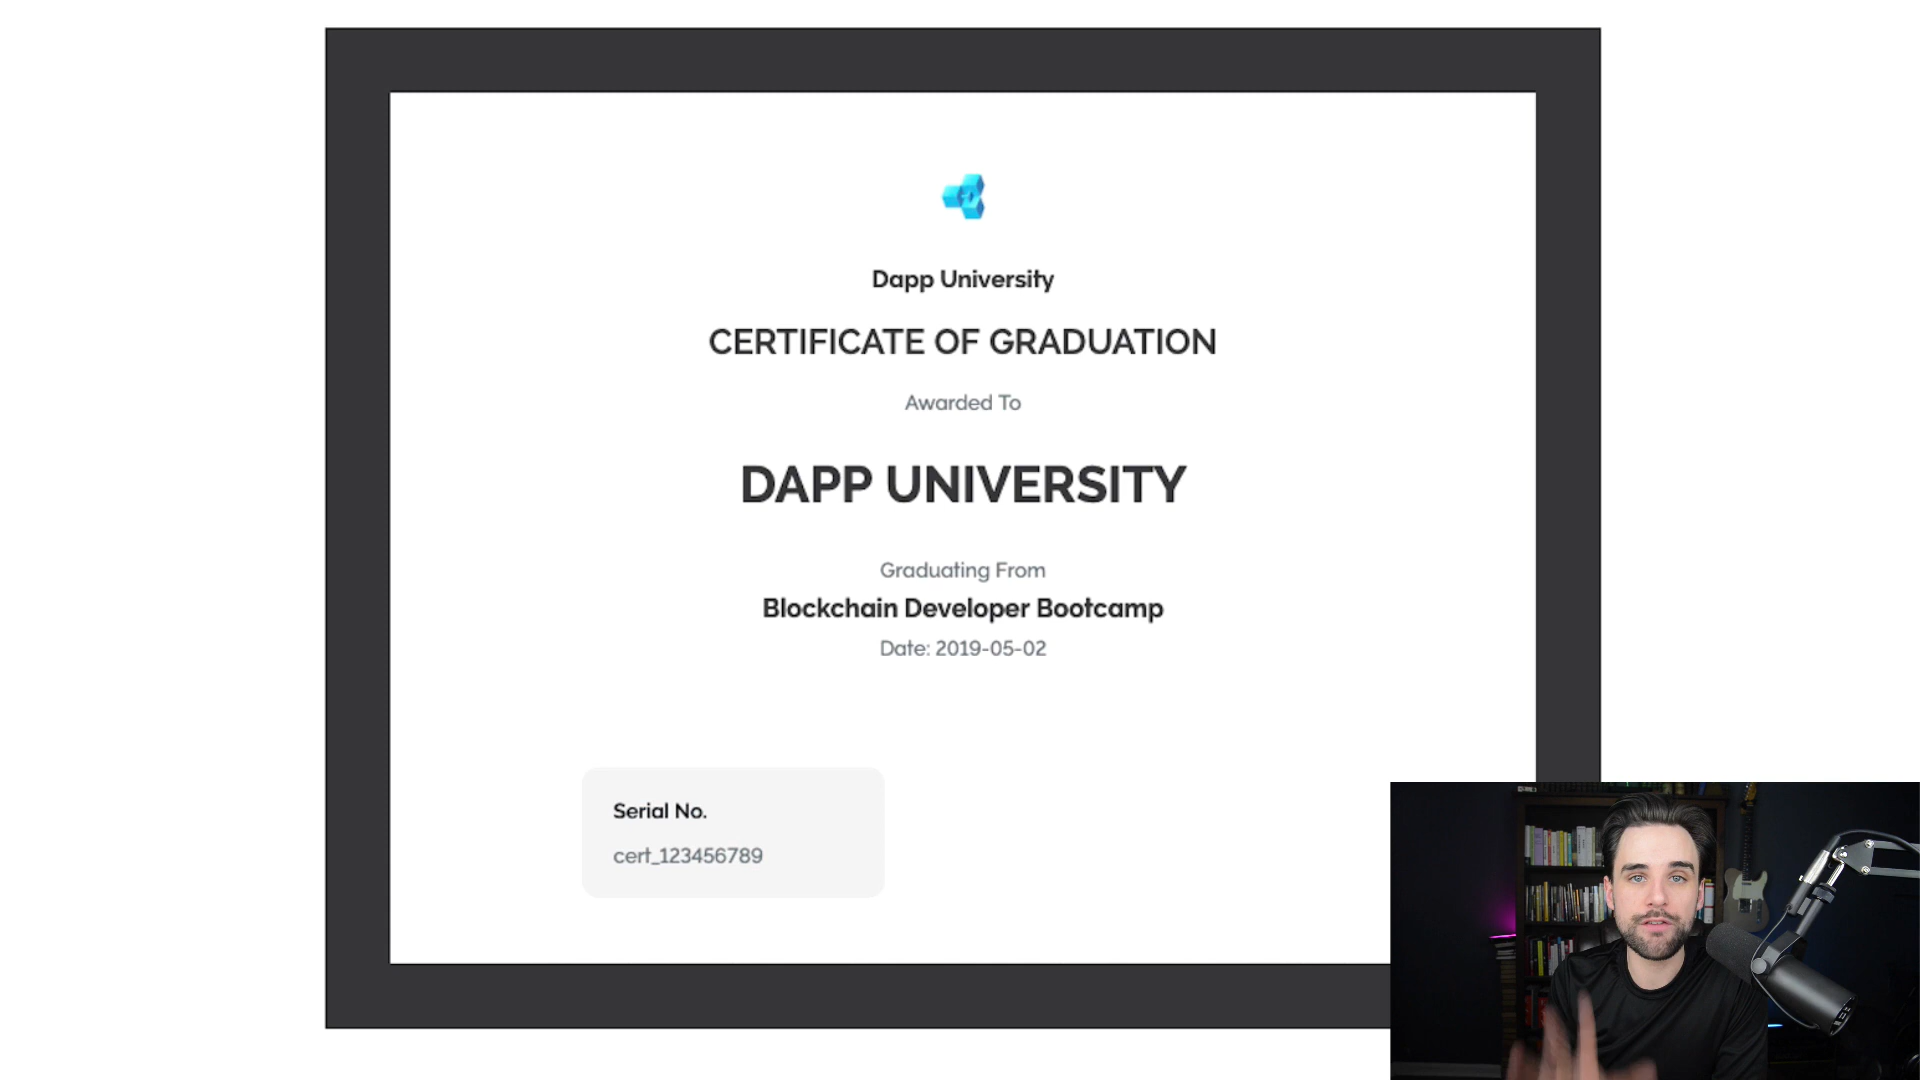 Dapp University
CERTIFICATE OF GRADUATION
Awarded To
DAPP UNIVERSITY
Graduating From
Blockchain Developer Bootcamp
Date: 2019-05-02
Serial No.
cert_123456789